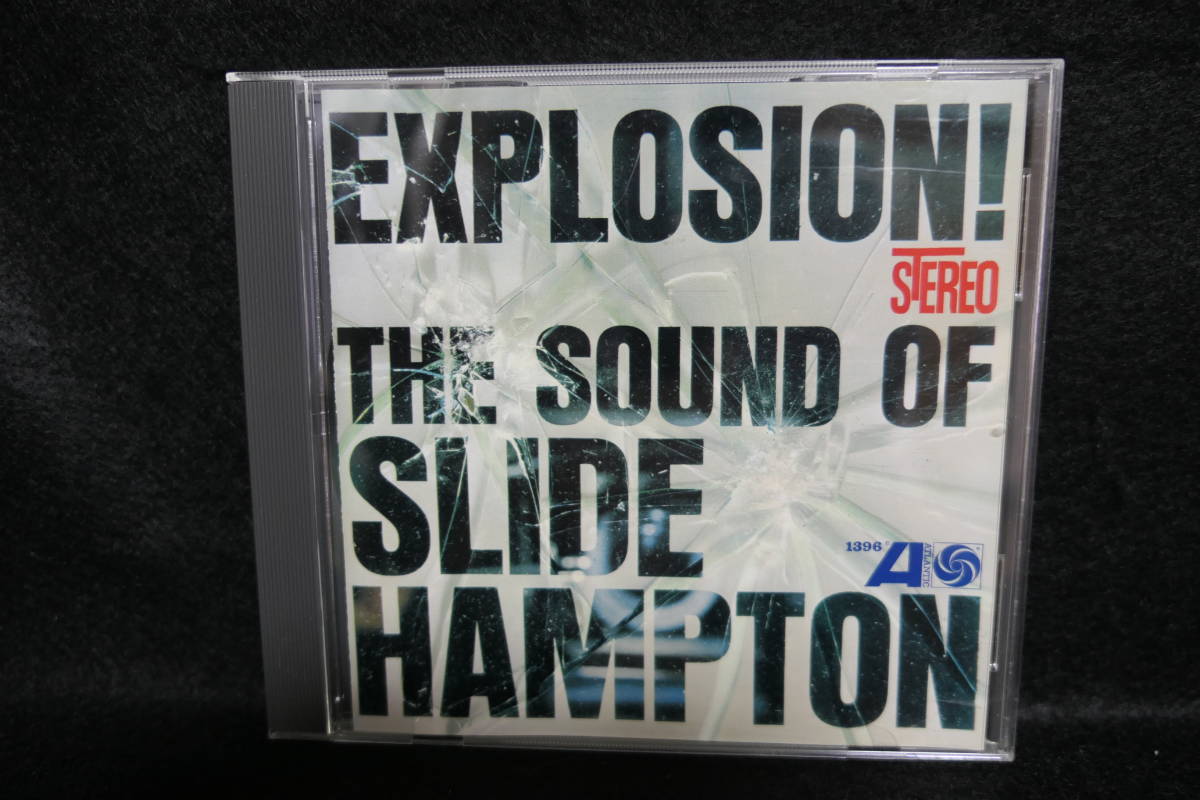 EXPLOSION!
STEREO
THE SOUND OF
SLIDE
1396
ATLANTIC
HAMPTON